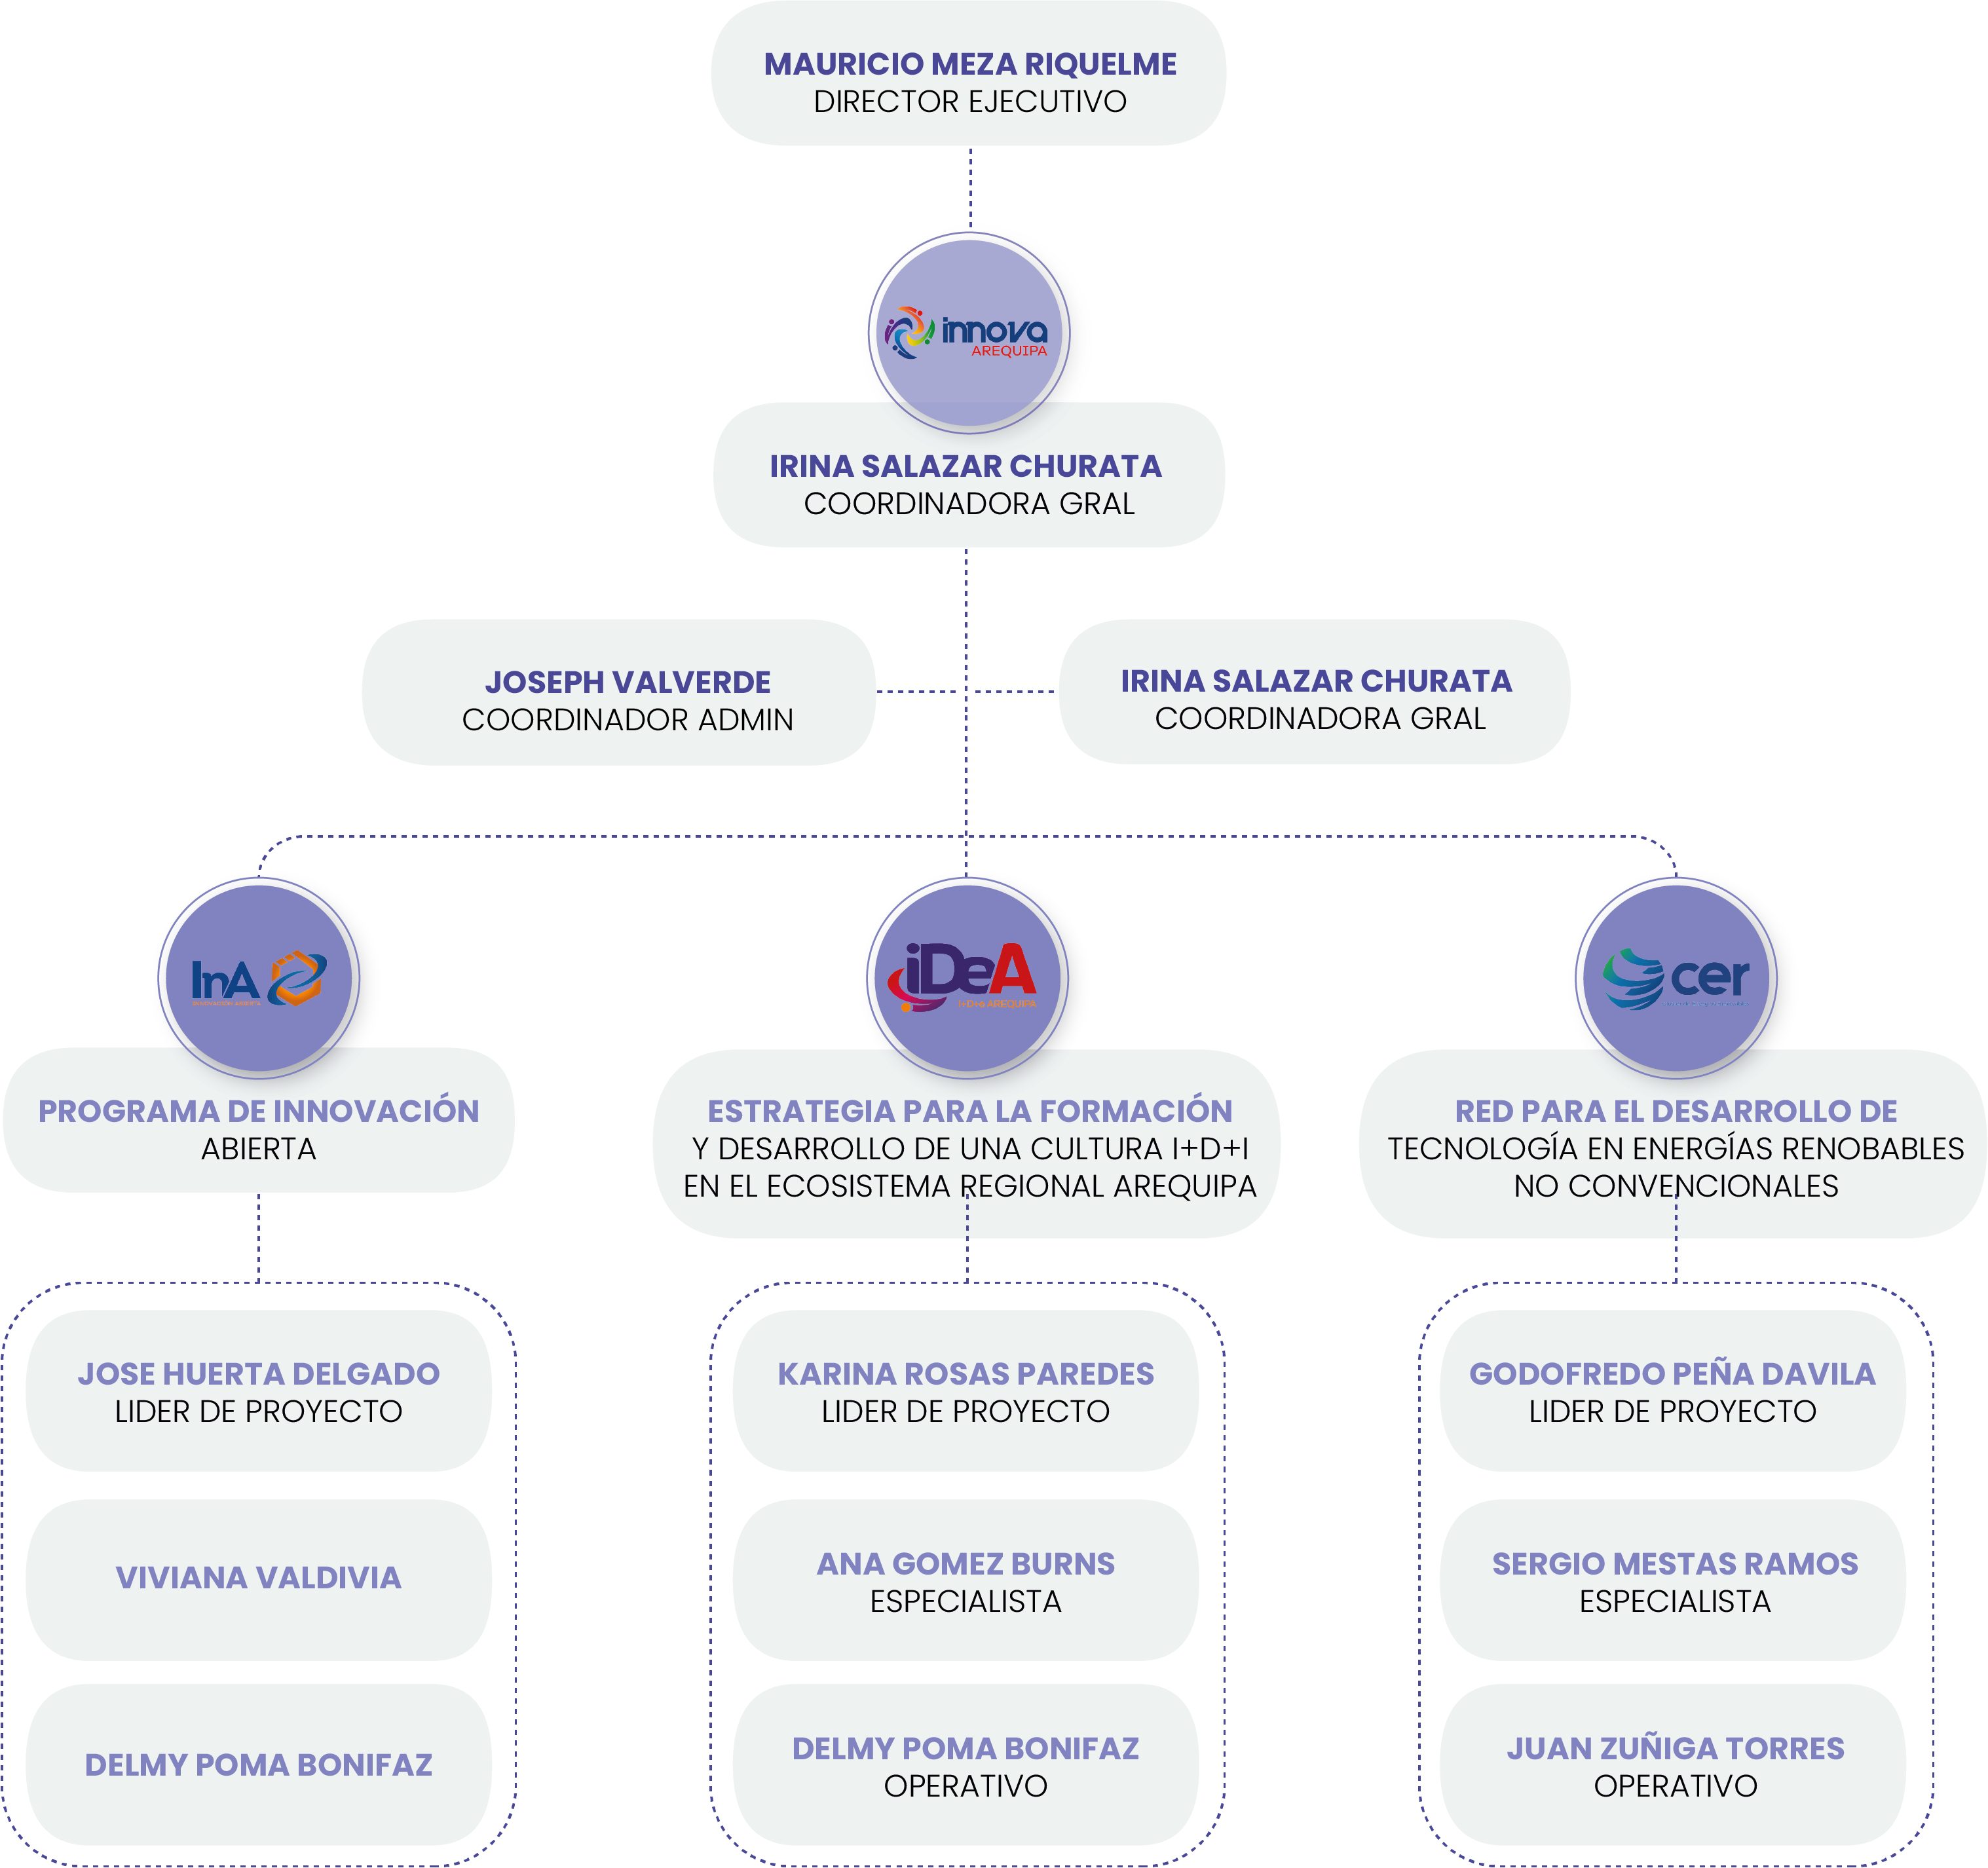 MAURICIO MEZA RIQUELME
DIRECTOR EJECUTIVO
innova
AREQUIPA
IRINA SALAZAR CHURATA
COORDINADORA GRAL
JOSEPH VALVERDE
COORDINADOR ADMIN
IRINA SALAZAR CHURATA
COORDINADORA GRAL
InA
PROGRAMA DE INNOVACIÓN
ABIERTA
iDeA
I+D+i AREQUIPA
ESTRATEGIA PARA LA FORMACIÓN
Y DESARROLLO DE UNA CULTURA I+D+I
EN EL ECOSISTEMA REGIONAL AREQUIPA
cer
RED PARA EL DESARROLLO DE
TECNOLOGÍA EN ENERGÍAS RENOBABLES
NO CONVENCIONALES
JOSE HUERTA DELGADO
LIDER DE PROYECTO
VIVIANA VALDIVIA
DELMY POMA BONIFAZ
KARINA ROSAS PAREDES
LIDER DE PROYECTO
ANA GOMEZ BURNS
ESPECIALISTA
DELMY POMA BONIFAZ
OPERATIVO
GODOFREDO PEÑA DAVILA
LIDER DE PROYECTO
SERGIO MESTAS RAMOS
ESPECIALISTA
JUAN ZUÑIGA TORRES
OPERATIVO